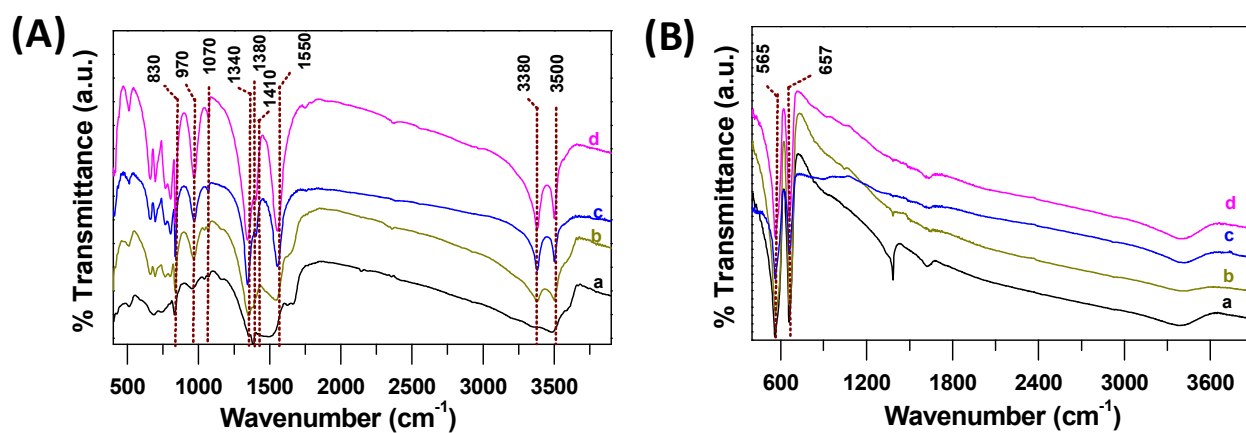 (A)
830
970
1070
1340
1380
1410
1550
3380
3500
% Transmittance (a.u.)
d
c
b
a
500 1000 1500 2000 2500 3000 3500
Wavenumber (cm⁻¹)
(B)
565
657
% Transmittance (a.u.)
d
c
b
a
600 1200 1800 2400 3000 3600
Wavenumber (cm⁻¹)